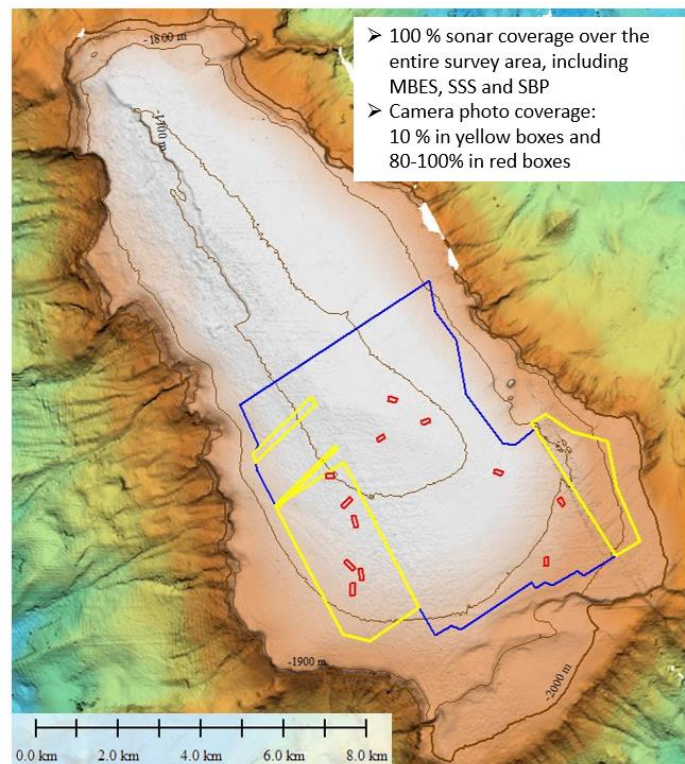 ➢ 100 % sonar coverage over the
entire survey area, including
MBES, SSS and SBP
➢ Camera photo coverage:
10 % in yellow boxes and
80-100% in red boxes
-1800 m
-1700 m
-1900 m
-2000 m
0.0 km 2.0 km 4.0 km 6.0 km 8.0 km